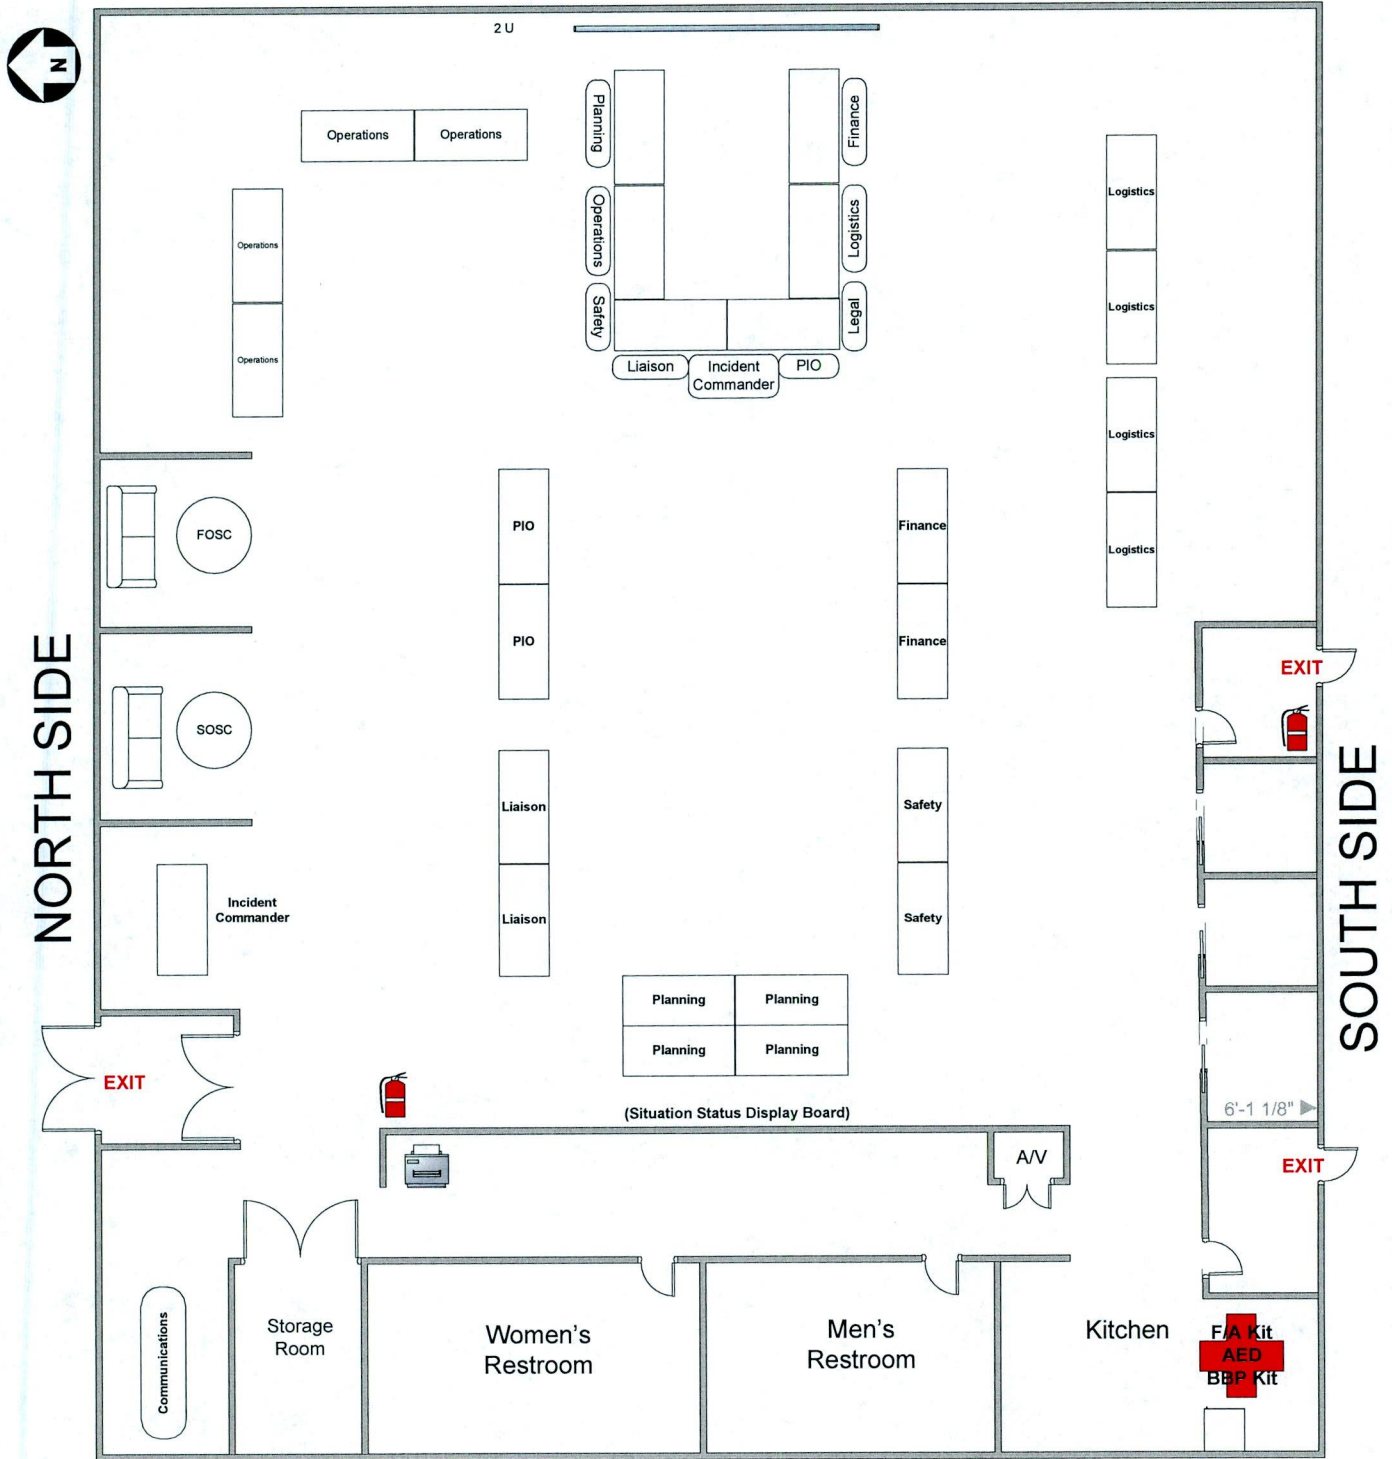 2 U
N
Planning
Finance
Operations
Operations
Logistics
Operations
Operations
Logistics
Operations
Safety
Legal
Logistics
Liaison
Incident
Commander
PIO
Operations
Logistics
Logistics
FOSC
PIO
Finance
PIO
Finance
EXIT
SOSC
NORTH SIDE
SOUTH SIDE
Liaison
Safety
Incident
Commander
Liaison
Safety
Planning
Planning
Planning
Planning
EXIT
(Situation Status Display Board)
6'-1 1/8"
A/V
EXIT
Communications
Storage
Room
Women's
Restroom
Men's
Restroom
Kitchen
F/A Kit
AED
BBP Kit